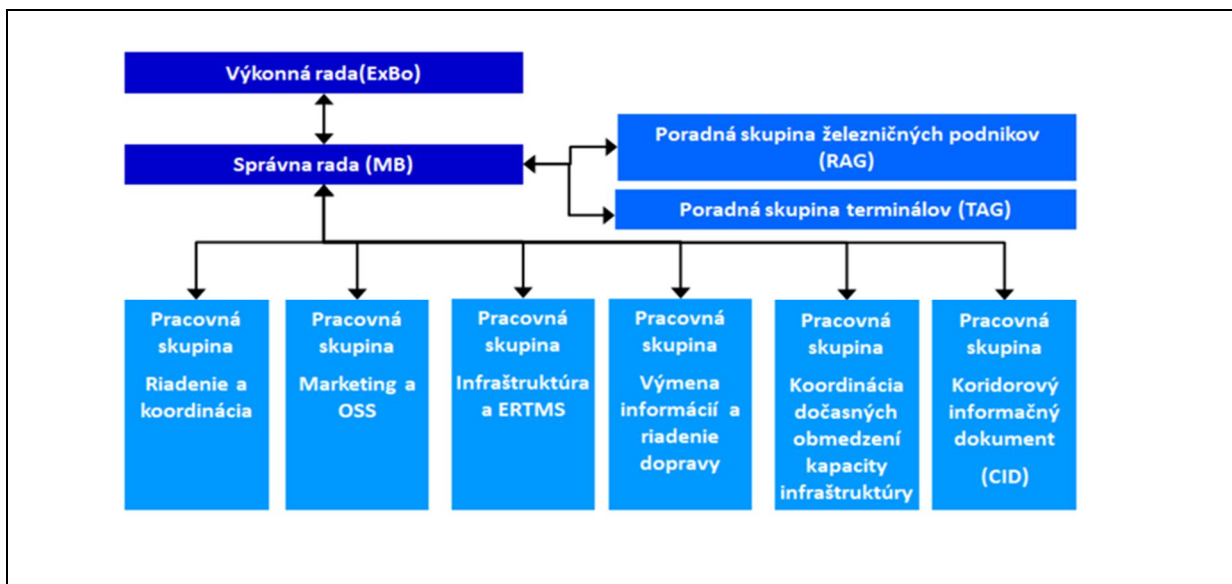 Výkonná rada(ExBo)
Správna rada (MB)
Poradná skupina železničných podnikov
(RAG)
Poradná skupina terminálov (TAG)
Pracovná
skupina
Riadenie a
koordinácia
Pracovná
skupina
Marketing a
OSS
Pracovná
skupina
Infraštruktúra
a ERTMS
Pracovná
skupina
Výmena
informácií a
riadenie
dopravy
Pracovná
skupina
Koordinácia
dočasných
obmedzení
kapacity
infraštruktúry
Pracovná
skupina
Koridorový
informačný
dokument
(CID)